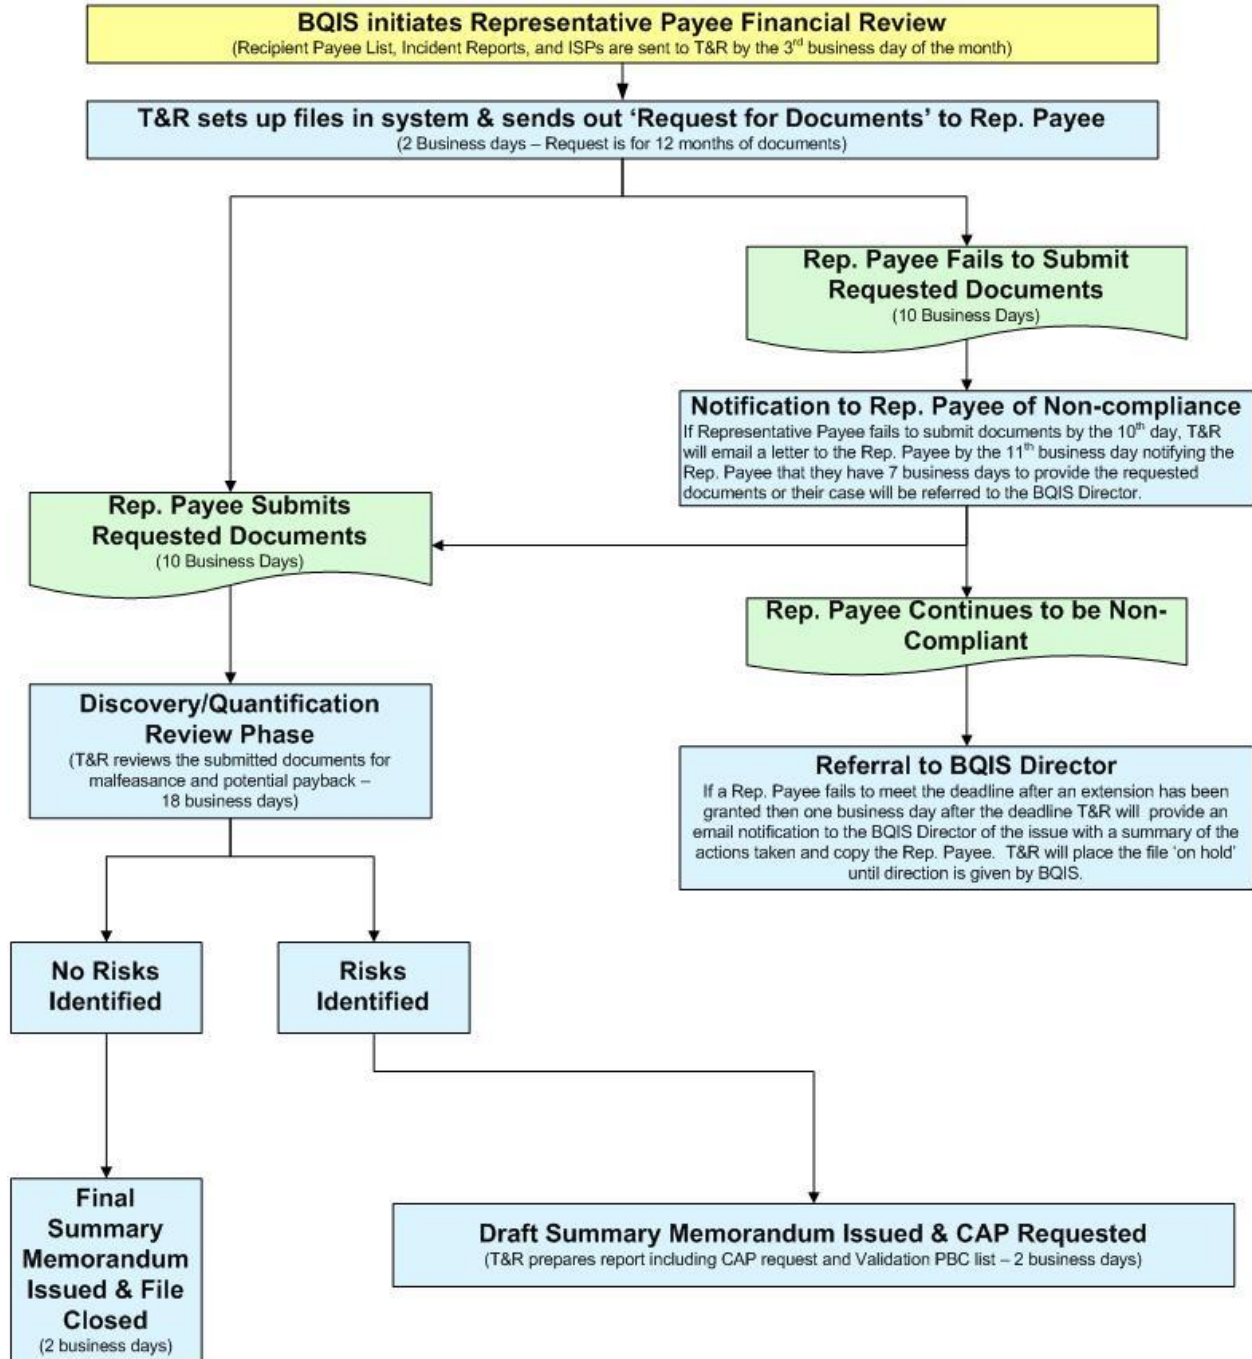 BQIS initiates Representative Payee Financial Review
(Recipient Payee List, Incident Reports, and ISPs are sent to T&R by the 3rd business day of the month)
T&R sets up files in system & sends out ‘Request for Documents’ to Rep. Payee
(2 Business days – Request is for 12 months of documents)
Rep. Payee Fails to Submit
Requested Documents
(10 Business Days)
Notification to Rep. Payee of Non-compliance
If Representative Payee fails to submit documents by the 10th day, T&R
will email a letter to the Rep. Payee by the 11th business day notifying the
Rep. Payee that they have 7 business days to provide the requested
documents or their case will be referred to the BQIS Director.
Rep. Payee Submits
Requested Documents
(10 Business Days)
Rep. Payee Continues to be Non-
Compliant
Discovery/Quantification
Review Phase
(T&R reviews the submitted documents for
malfeasance and potential payback –
18 business days)
Referral to BQIS Director
If a Rep. Payee fails to meet the deadline after an extension has been
granted then one business day after the deadline T&R will provide an
email notification to the BQIS Director of the issue with a summary of the
actions taken and copy the Rep. Payee. T&R will place the file ‘on hold’
until direction is given by BQIS.
No Risks
Identified
Risks
Identified
Final
Summary
Memorandum
Issued & File
Closed
(2 business days)
Draft Summary Memorandum Issued & CAP Requested
(T&R prepares report including CAP request and Validation PBC list – 2 business days)